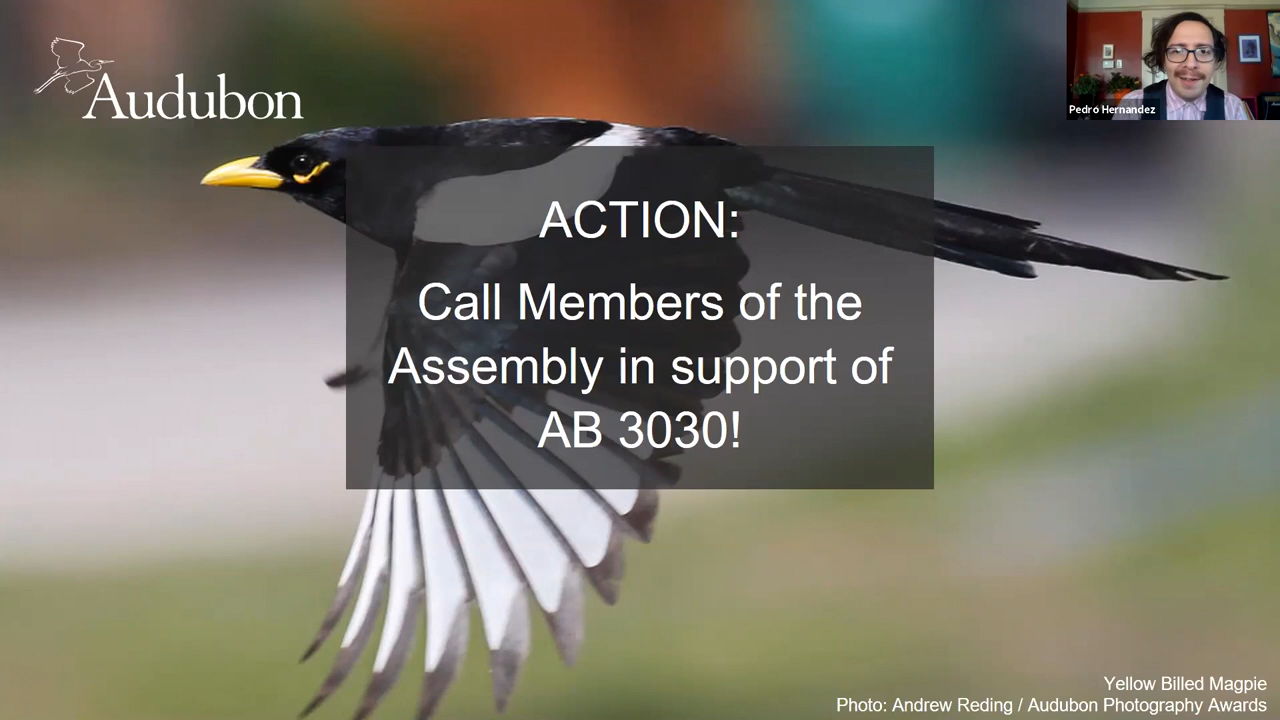 Audubon
Pedro Hernandez
ACTION:
Call Members of the
Assembly in support of
AB 3030!
Yellow Billed Magpie
Photo: Andrew Reding / Audubon Photography Awards